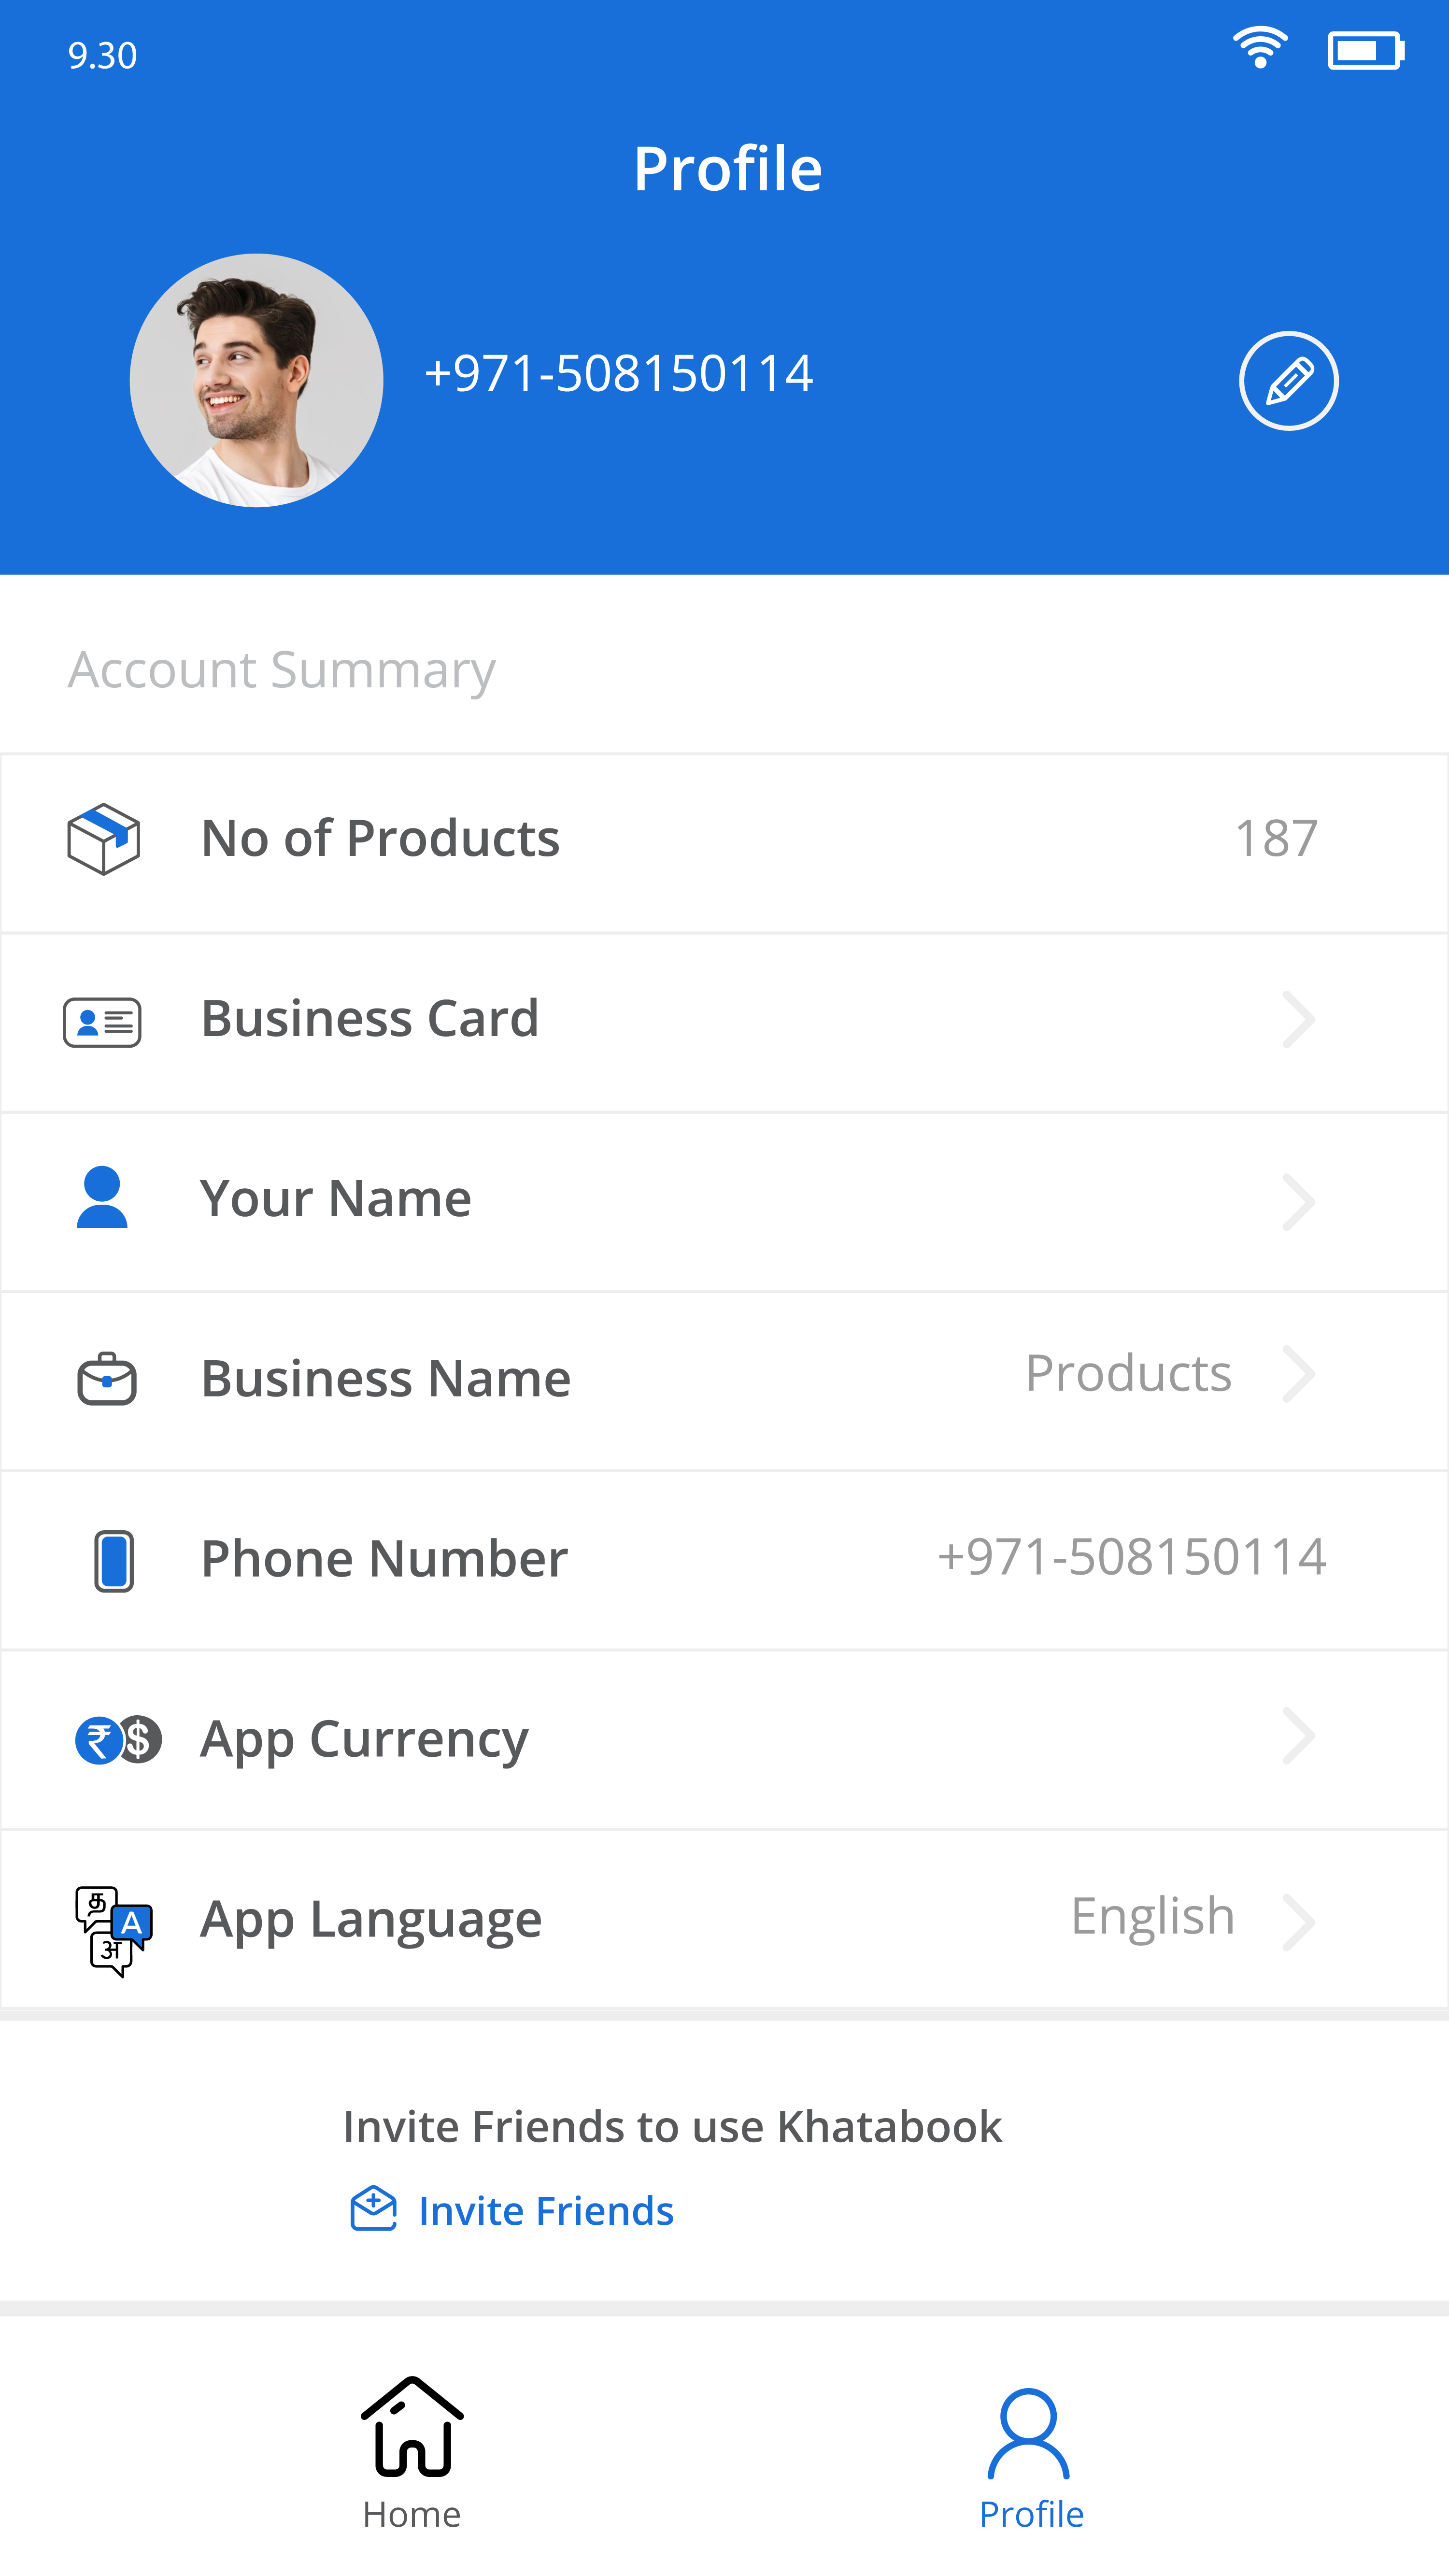 9.30
Profile
+971-508150114
Account Summary
No of Products 187
Business Card
Your Name
Business Name Products
Phone Number +971-508150114
₹ $ App Currency
த A अ App Language English
Invite Friends to use Khatabook
Invite Friends
Home Profile